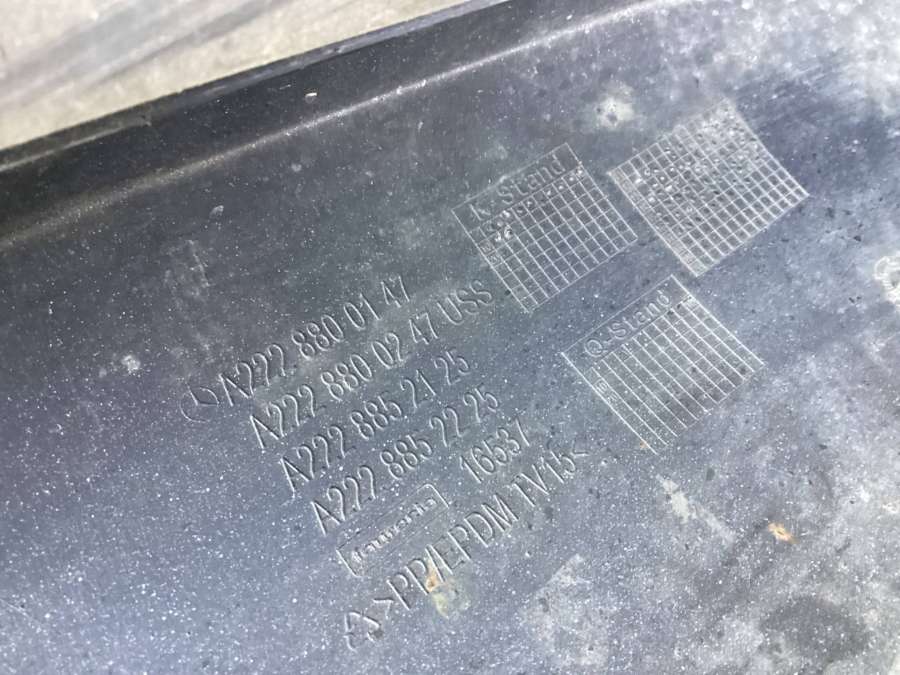 A222 880 01 47
A222 880 02 47 USS
A222 885 21 25
A222 885 22 25
16537
>PP/EPDM TV15<
K-Stand
Q-Stand